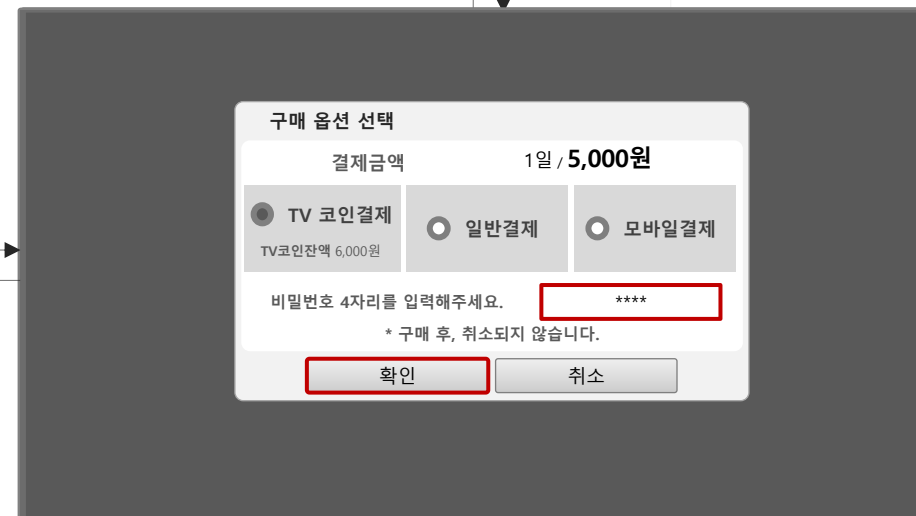 구매 옵션 선택
결제금액 1일 / 5,000원
TV 코인결제 일반결제 모바일결제
TV코인잔액 6,000원
비밀번호 4자리를 입력해주세요. ****
* 구매 후, 취소되지 않습니다.
확인 취소